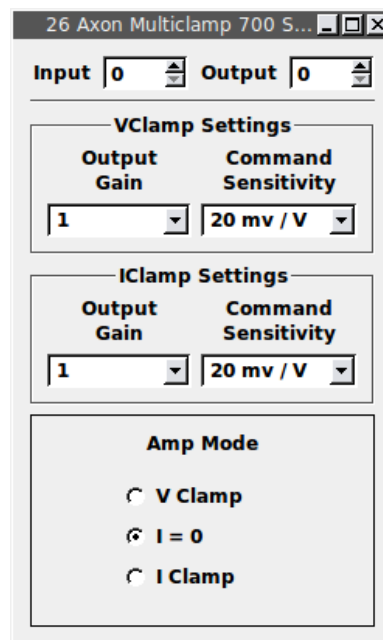 26 Axon Multiclamp 700 S...
Input 0 Output 0
VClamp Settings
Output Gain
Command Sensitivity
1
20 mv / V
IClamp Settings
Output Gain
Command Sensitivity
1
20 mv / V
Amp Mode
V Clamp
I = 0
I Clamp